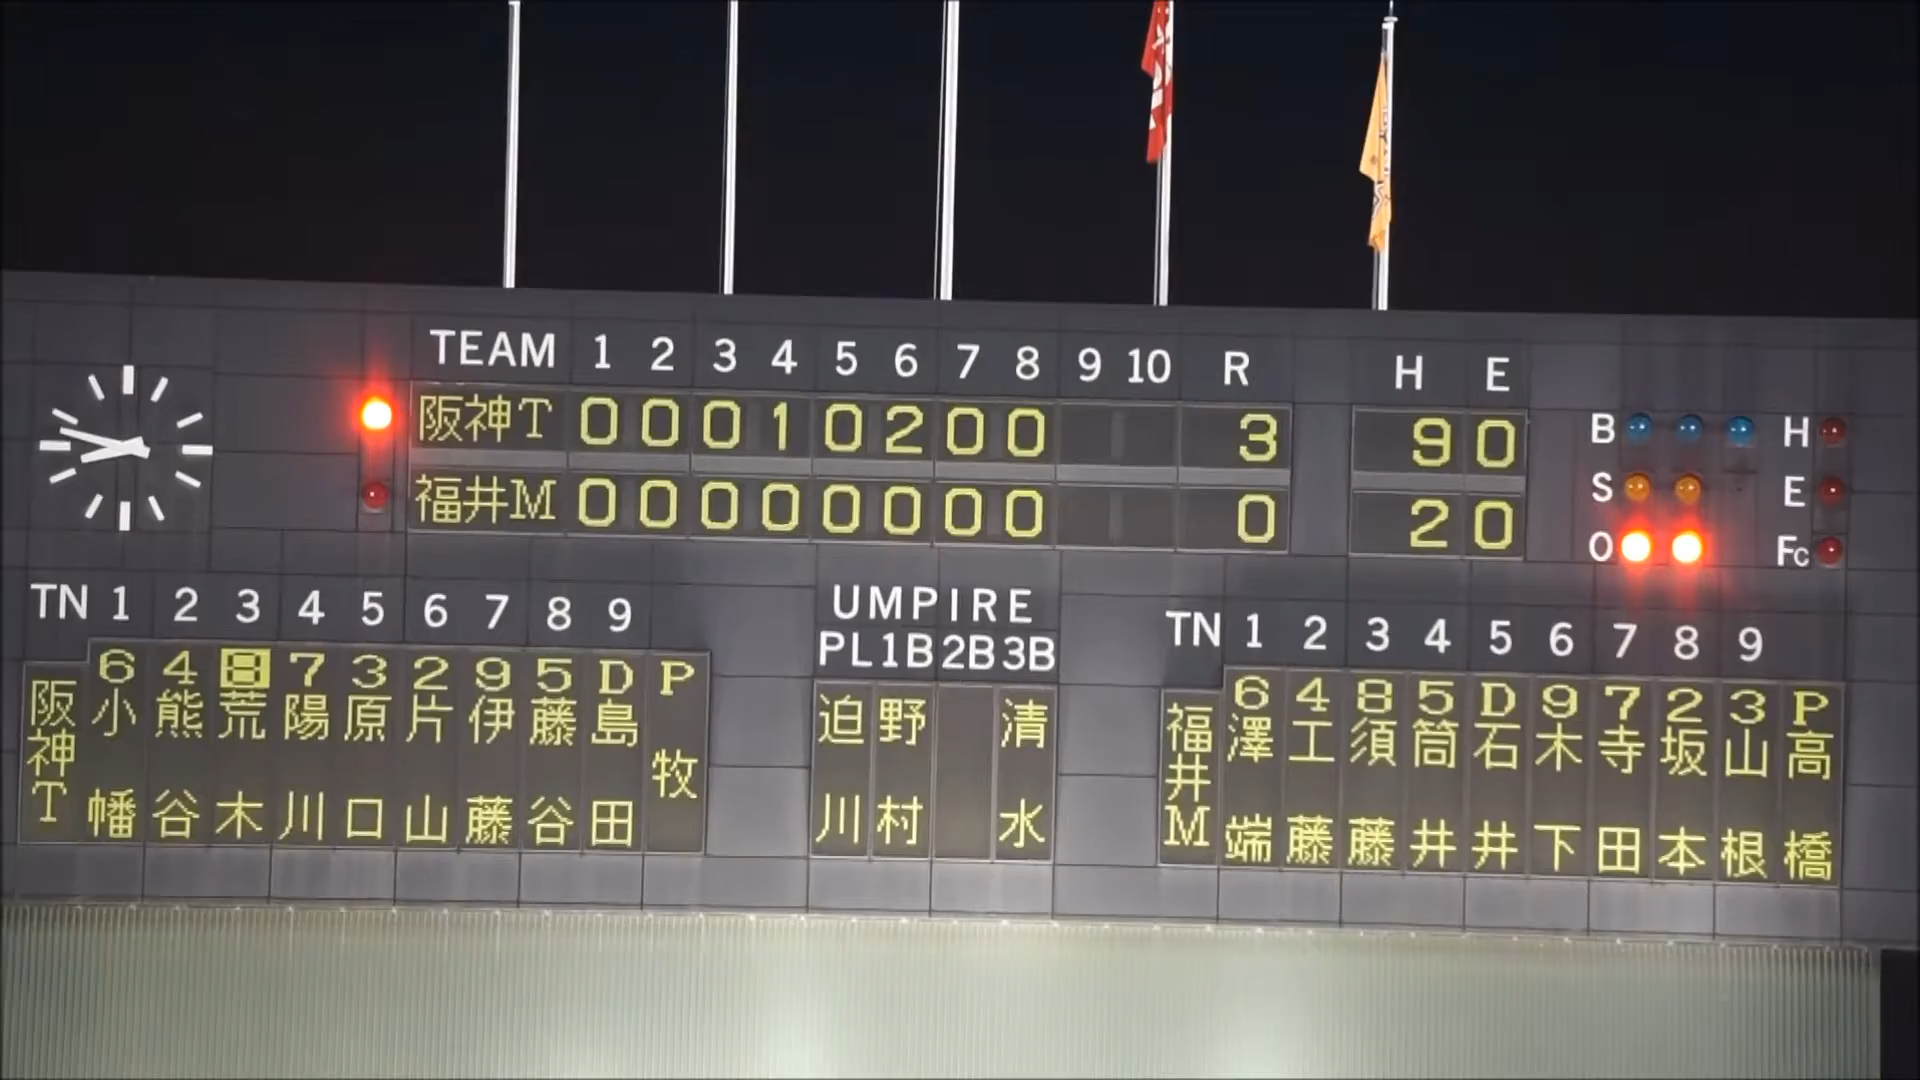 TEAM 1 2 3 4 5 6 7 8 9 10 R H E
阪神T 0 0 0 1 0 2 0 0 3 9 0
福井M 0 0 0 0 0 0 0 0 0 2 0
B H
S E
O Fc
TN 1 2 3 4 5 6 7 8 9
6 4 8 7 3 2 9 5 D P
阪神T 小幡 熊谷 荒木 陽川 原口 片山 伊藤 藤谷 島田 牧
UMPIRE
PL 1B 2B 3B
迫川 野村 清水
TN 1 2 3 4 5 6 7 8 9
6 4 8 5 D 9 7 2 3 P
福井M 澤端 工藤 須藤 筒井 石井 木下 寺田 坂本 山根 高橋